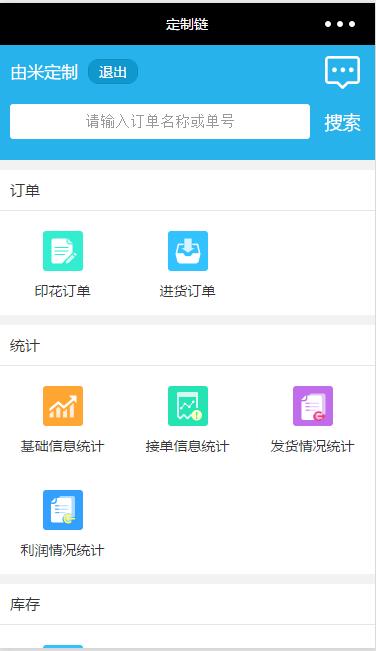 定制链
由米定制 退出
请输入订单名称或单号 搜索
订单
印花订单 进货订单
统计
基础信息统计 接单信息统计 发货情况统计
利润情况统计
库存